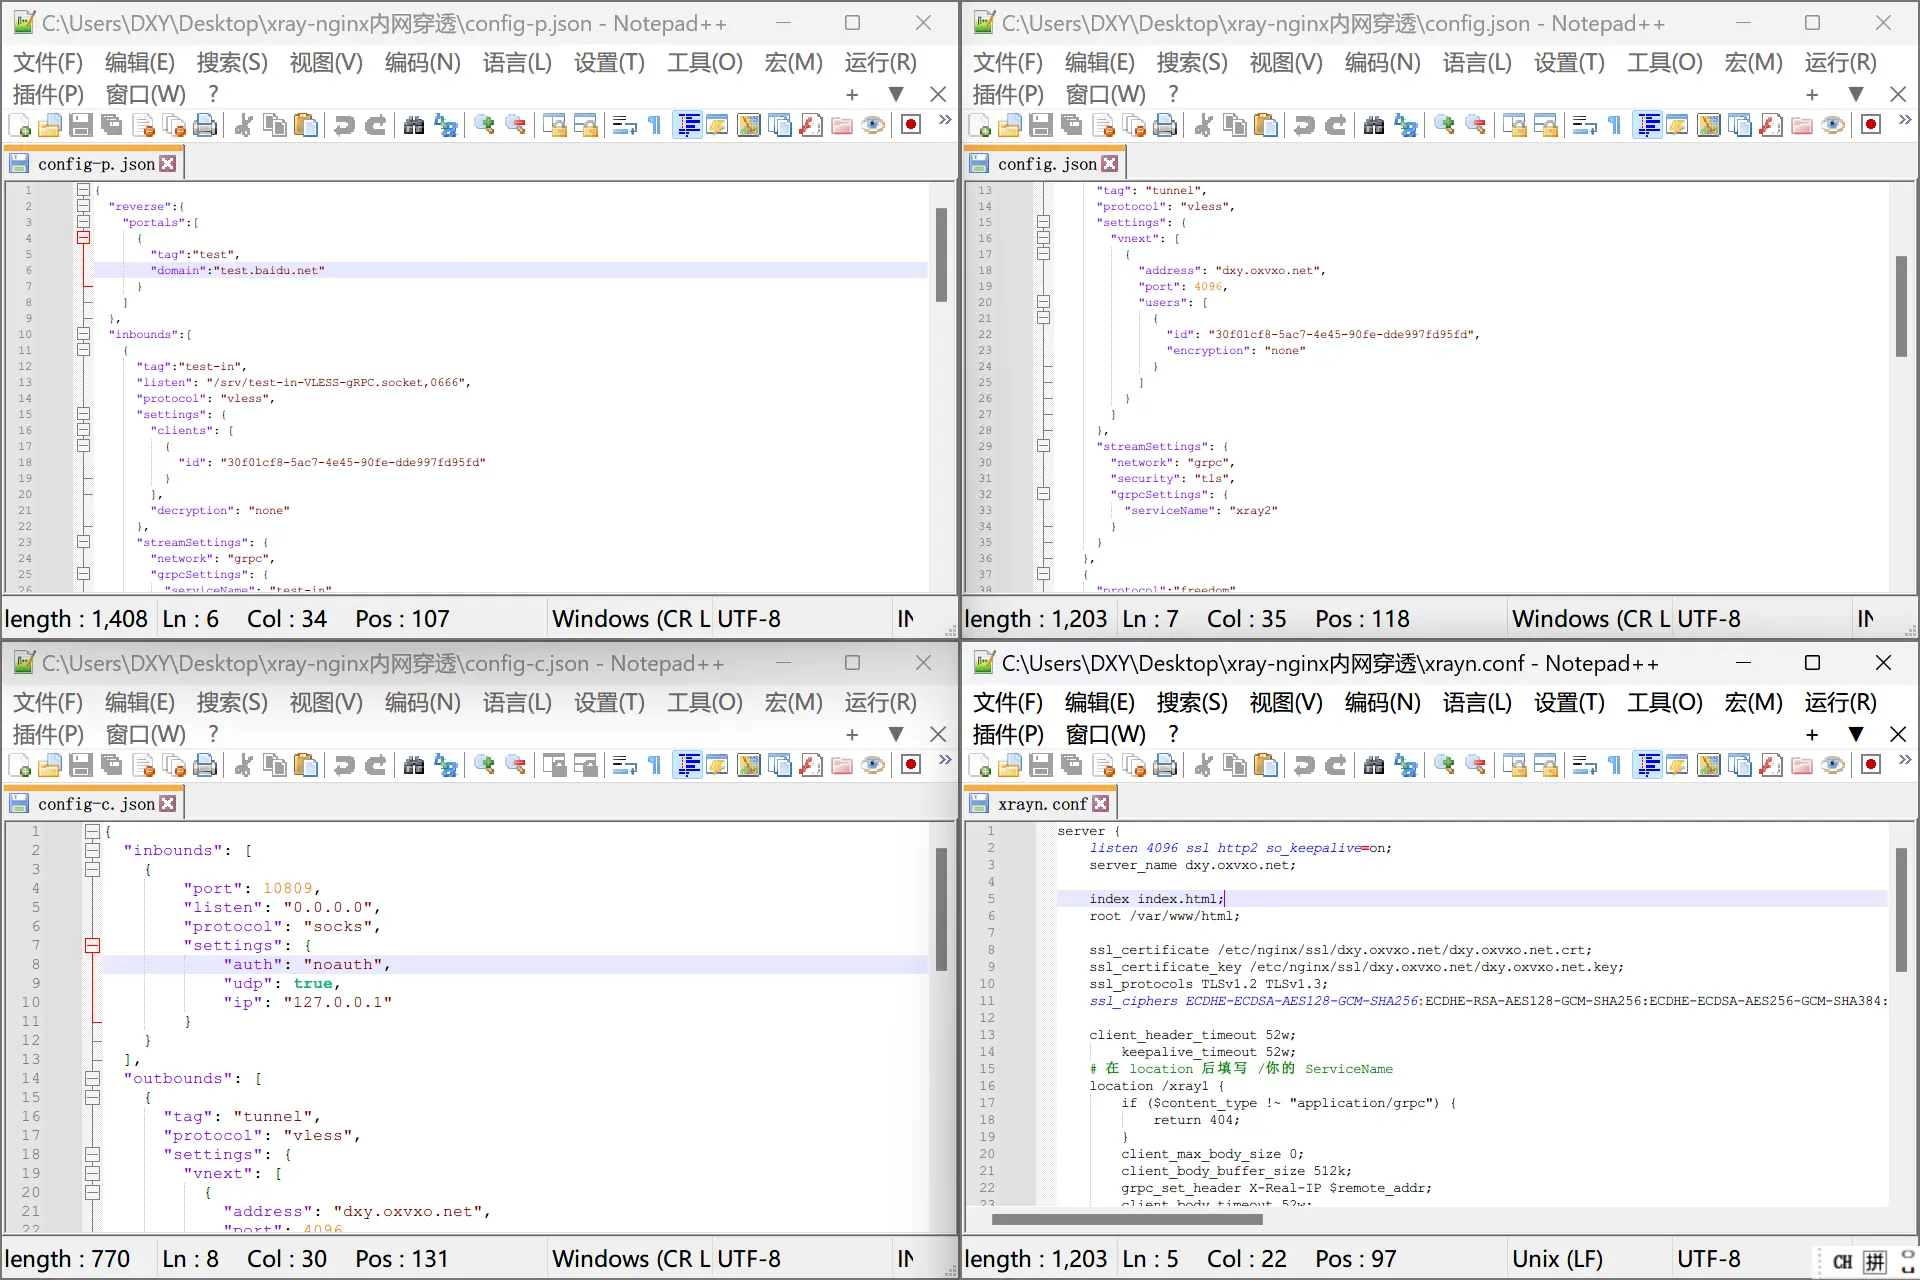 C:\Users\DXY\Desktop\xray-nginx内网穿透\config-p.json - Notepad++
文件(F) 编辑(E) 搜索(S) 视图(V) 编码(N) 语言(L) 设置(T) 工具(O) 宏(M) 运行(R)
插件(P) 窗口(W) ?
config-p.json
1 {
2 "reverse":{
3 "portals":[
4 {
5 "tag":"test",
6 "domain":"test.baidu.net"
7 }
8 ]
9 },
10 "inbounds":[
11 {
12 "tag":"test-in",
13 "listen": "/srv/test-in-VLESS-gRPC.socket,0666",
14 "protocol": "vless",
15 "settings": {
16 "clients": [
17 {
18 "id": "30f01cf8-5ac7-4e45-90fe-dde997fd95fd"
19 }
20 ],
21 "decryption": "none"
22 },
23 "streamSettings": {
24 "network": "grpc",
25 "grpcSettings": {
26 "serviceName": "test-in"
length : 1,408 Ln : 6 Col : 34 Pos : 107 Windows (CR L UTF-8 IN
C:\Users\DXY\Desktop\xray-nginx内网穿透\config.json - Notepad++
文件(F) 编辑(E) 搜索(S) 视图(V) 编码(N) 语言(L) 设置(T) 工具(O) 宏(M) 运行(R)
插件(P) 窗口(W) ?
config.json
13 "tag": "tunnel",
14 "protocol": "vless",
15 "settings": {
16 "vnext": [
17 {
18 "address": "dxy.oxvxo.net",
19 "port": 4096,
20 "users": [
21 {
22 "id": "30f01cf8-5ac7-4e45-90fe-dde997fd95fd",
23 "encryption": "none"
24 }
25 ]
26 }
27 ]
28 },
29 "streamSettings": {
30 "network": "grpc",
31 "security": "tls",
32 "grpcSettings": {
33 "serviceName": "xray2"
34 }
35 }
36 },
37 {
38 "protocol":"freedom"
length : 1,203 Ln : 7 Col : 35 Pos : 118 Windows (CR L UTF-8 IN
C:\Users\DXY\Desktop\xray-nginx内网穿透\config-c.json - Notepad++
文件(F) 编辑(E) 搜索(S) 视图(V) 编码(N) 语言(L) 设置(T) 工具(O) 宏(M) 运行(R)
插件(P) 窗口(W) ?
config-c.json
1 {
2 "inbounds": [
3 {
4 "port": 10809,
5 "listen": "0.0.0.0",
6 "protocol": "socks",
7 "settings": {
8 "auth": "noauth",
9 "udp": true,
10 "ip": "127.0.0.1"
11 }
12 }
13 ],
14 "outbounds": [
15 {
16 "tag": "tunnel",
17 "protocol": "vless",
18 "settings": {
19 "vnext": [
20 {
21 "address": "dxy.oxvxo.net",
22 "port": 4096
length : 770 Ln : 8 Col : 30 Pos : 131 Windows (CR L UTF-8 IN
C:\Users\DXY\Desktop\xray-nginx内网穿透\xrayn.conf - Notepad++
文件(F) 编辑(E) 搜索(S) 视图(V) 编码(N) 语言(L) 设置(T) 工具(O) 宏(M) 运行(R)
插件(P) 窗口(W) ?
xrayn.conf
1 server {
2 listen 4096 ssl http2 so_keepalive=on;
3 server_name dxy.oxvxo.net;
4
5 index index.html;
6 root /var/www/html;
7
8 ssl_certificate /etc/nginx/ssl/dxy.oxvxo.net/dxy.oxvxo.net.crt;
9 ssl_certificate_key /etc/nginx/ssl/dxy.oxvxo.net/dxy.oxvxo.net.key;
10 ssl_protocols TLSv1.2 TLSv1.3;
11 ssl_ciphers ECDHE-ECDSA-AES128-GCM-SHA256:ECDHE-RSA-AES128-GCM-SHA256:ECDHE-ECDSA-AES256-GCM-SHA384:
12
13 client_header_timeout 52w;
14 keepalive_timeout 52w;
15 # 在 location 后填写 /你的 ServiceName
16 location /xray1 {
17 if ($content_type !~ "application/grpc") {
18 return 404;
19 }
20 client_max_body_size 0;
21 client_body_buffer_size 512k;
22 grpc_set_header X-Real-IP $remote_addr;
23 client_body_timeout 52w;
length : 1,203 Ln : 5 Col : 22 Pos : 97 Unix (LF) UTF-8 CH 拼